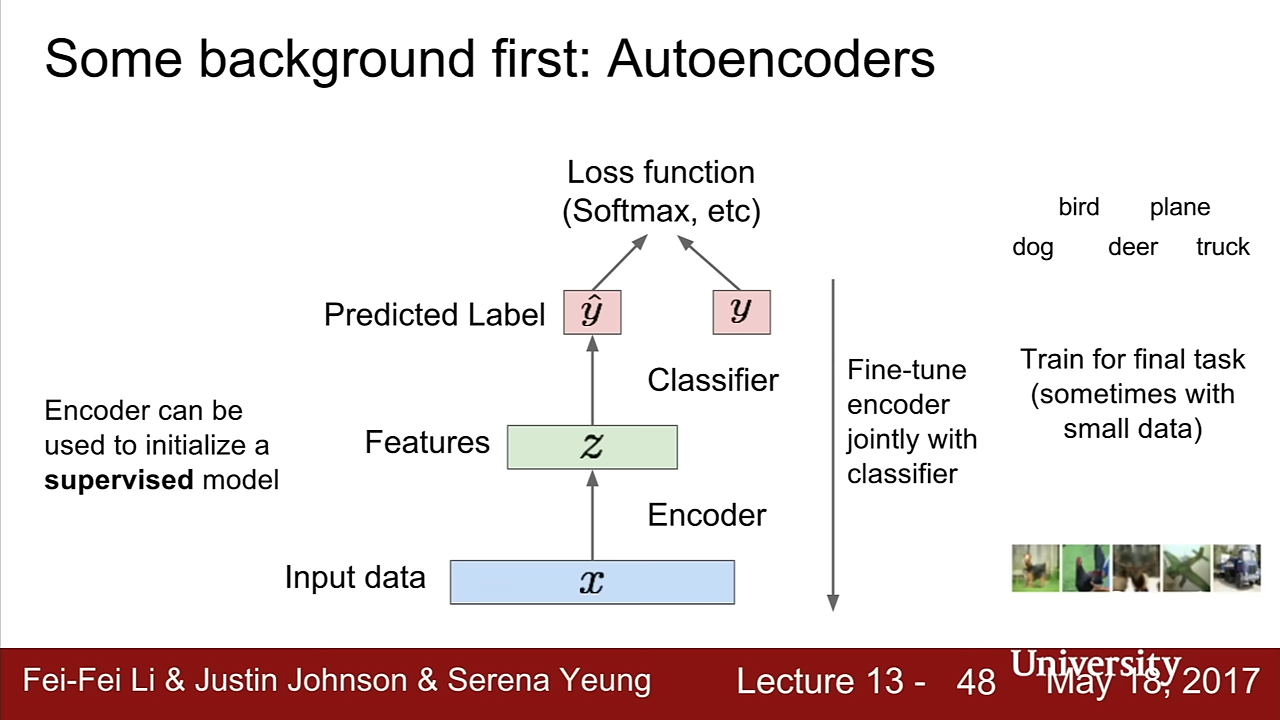 Some background first: Autoencoders
Loss function
(Softmax, etc)
bird plane
dog deer truck
Predicted Label
ŷ
y
Classifier
Encoder can be
used to initialize a
supervised model
Features
z
Fine-tune
encoder
jointly with
classifier
Train for final task
(sometimes with
small data)
Encoder
Input data
x
Fei-Fei Li & Justin Johnson & Serena Yeung
Lecture 13 - 48
University
May 18, 2017